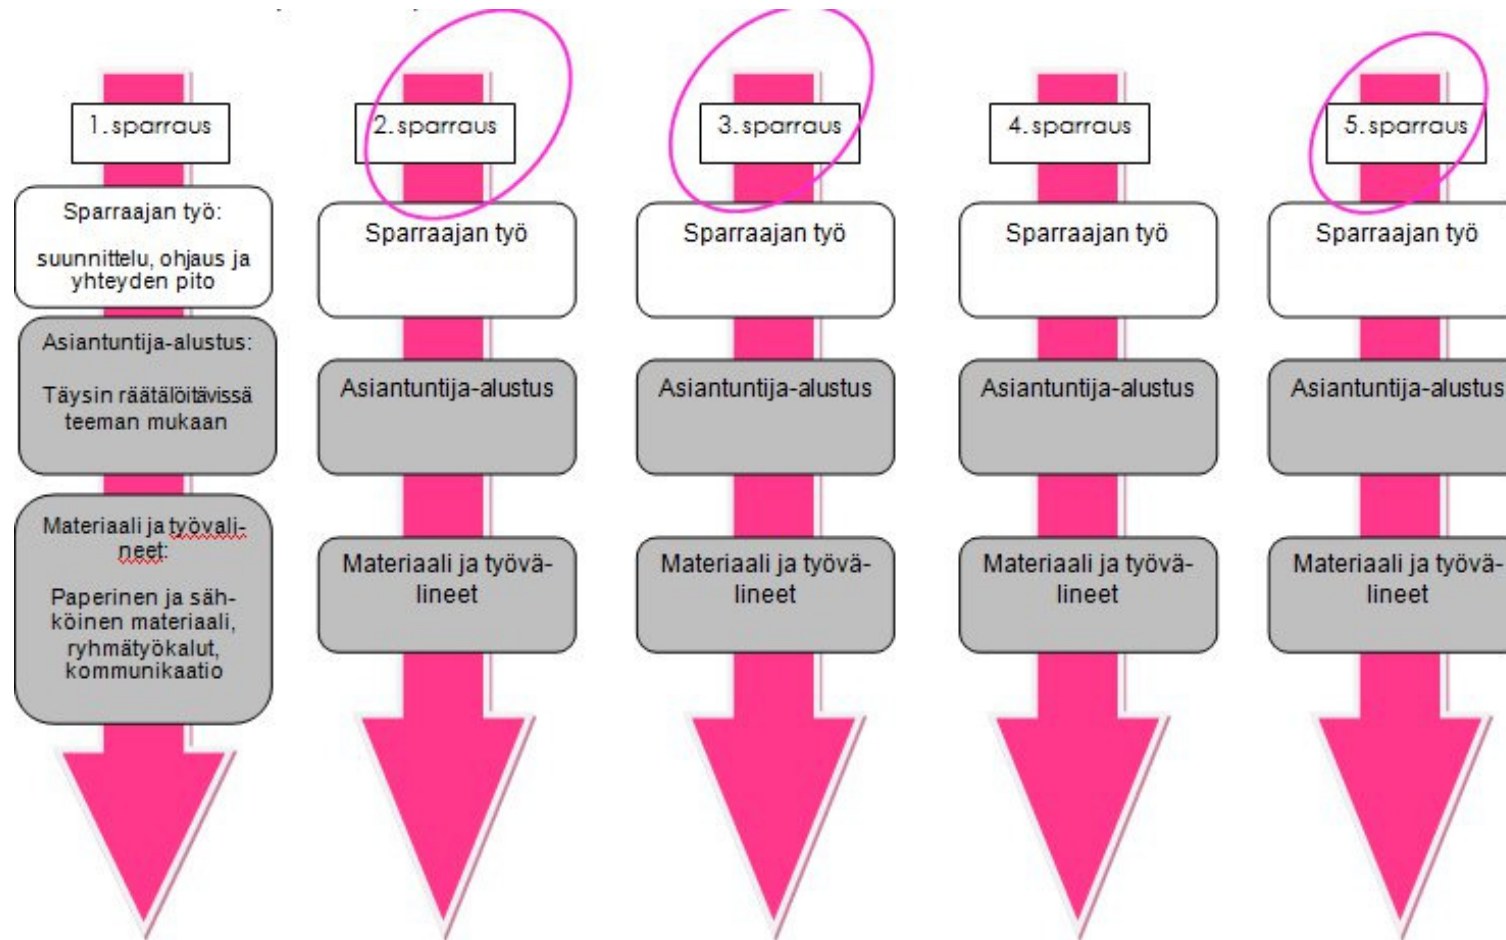 1. sparraus
Sparraajan työ:
suunnittelu, ohjaus ja
yhteyden pito
Asiantuntija-alustus:
Täysin räätälöitävissä
teeman mukaan
Materiaali ja työvali-
neet:
Paperinen ja säh-
köinen materiaali,
ryhmätyökalut,
kommunikaatio
2. sparraus
Sparraajan työ
Asiantuntija-alustus
Materiaali ja työvä-
lineet
3. sparraus
Sparraajan työ
Asiantuntija-alustus
Materiaali ja työvä-
lineet
4. sparraus
Sparraajan työ
Asiantuntija-alustus
Materiaali ja työvä-
lineet
5. sparraus
Sparraajan työ
Asiantuntija-alustus
Materiaali ja työvä-
lineet